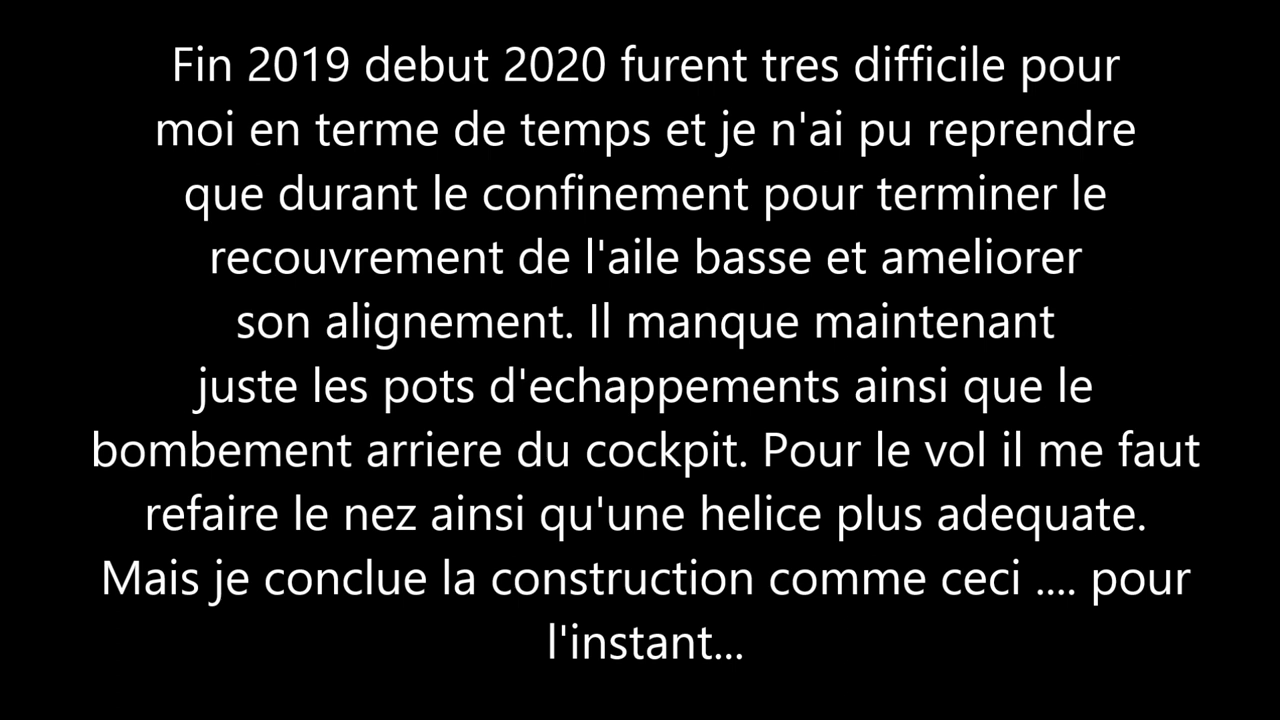 Fin 2019 debut 2020 furent tres difficile pour
moi en terme de temps et je n'ai pu reprendre
que durant le confinement pour terminer le
recouvrement de l'aile basse et ameliorer
son alignement. Il manque maintenant
juste les pots d'echappements ainsi que le
bombement arriere du cockpit. Pour le vol il me faut
refaire le nez ainsi qu'une helice plus adequate.
Mais je conclue la construction comme ceci .... pour
l'instant...